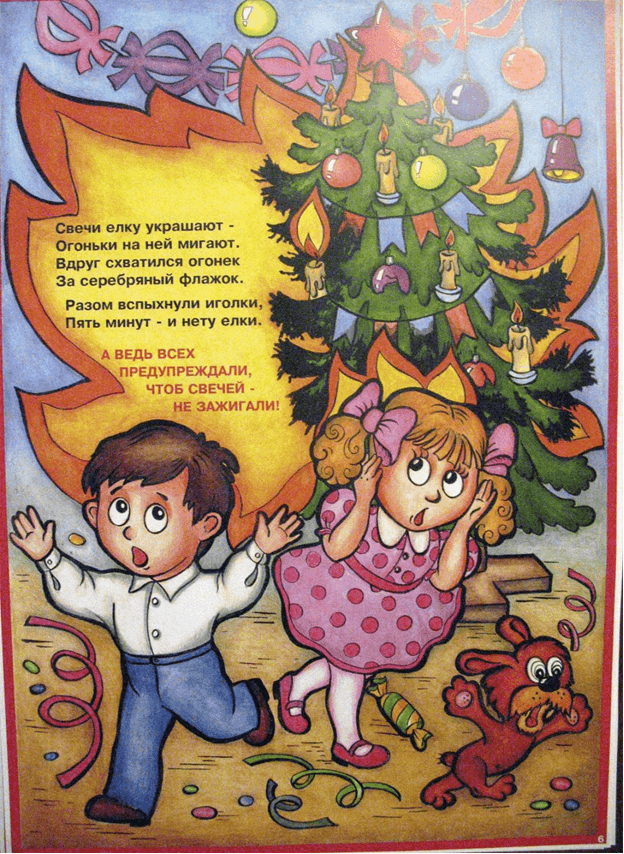 Свечи елку украшают -
Огоньки на ней мигают.
Вдруг схватился огонек
За серебряный флажок.
Разом вспыхнули иголки,
Пять минут - и нету елки.
А ВЕДЬ ВСЕХ
ПРЕДУПРЕЖДАЛИ,
ЧТОБ СВЕЧЕЙ -
НЕ ЗАЖИГАЛИ!
6